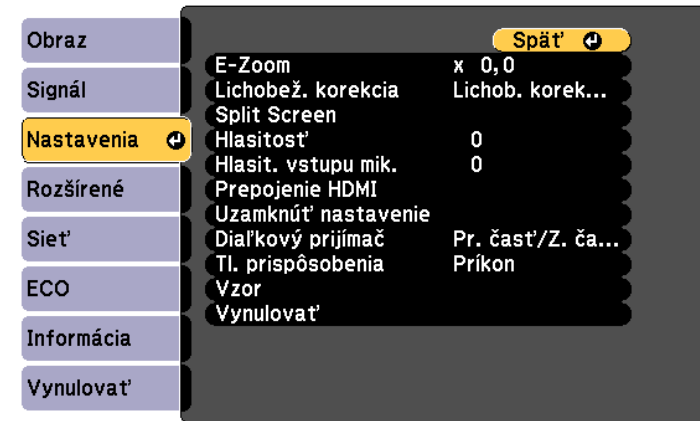 Obraz
Signál
Nastavenia
Rozšírené
Sieť
ECO
Informácia
Vynulovať
Späť
E-Zoom x 0,0
Lichobež. korekcia Lichob. korek...
Split Screen
Hlasitosť 0
Hlasit. vstupu mik. 0
Prepojenie HDMI
Uzamknúť nastavenie
Diaľkový prijímač Pr. časť/Z. ča...
Tl. prispôsobenia Príkon
Vzor
Vynulovať